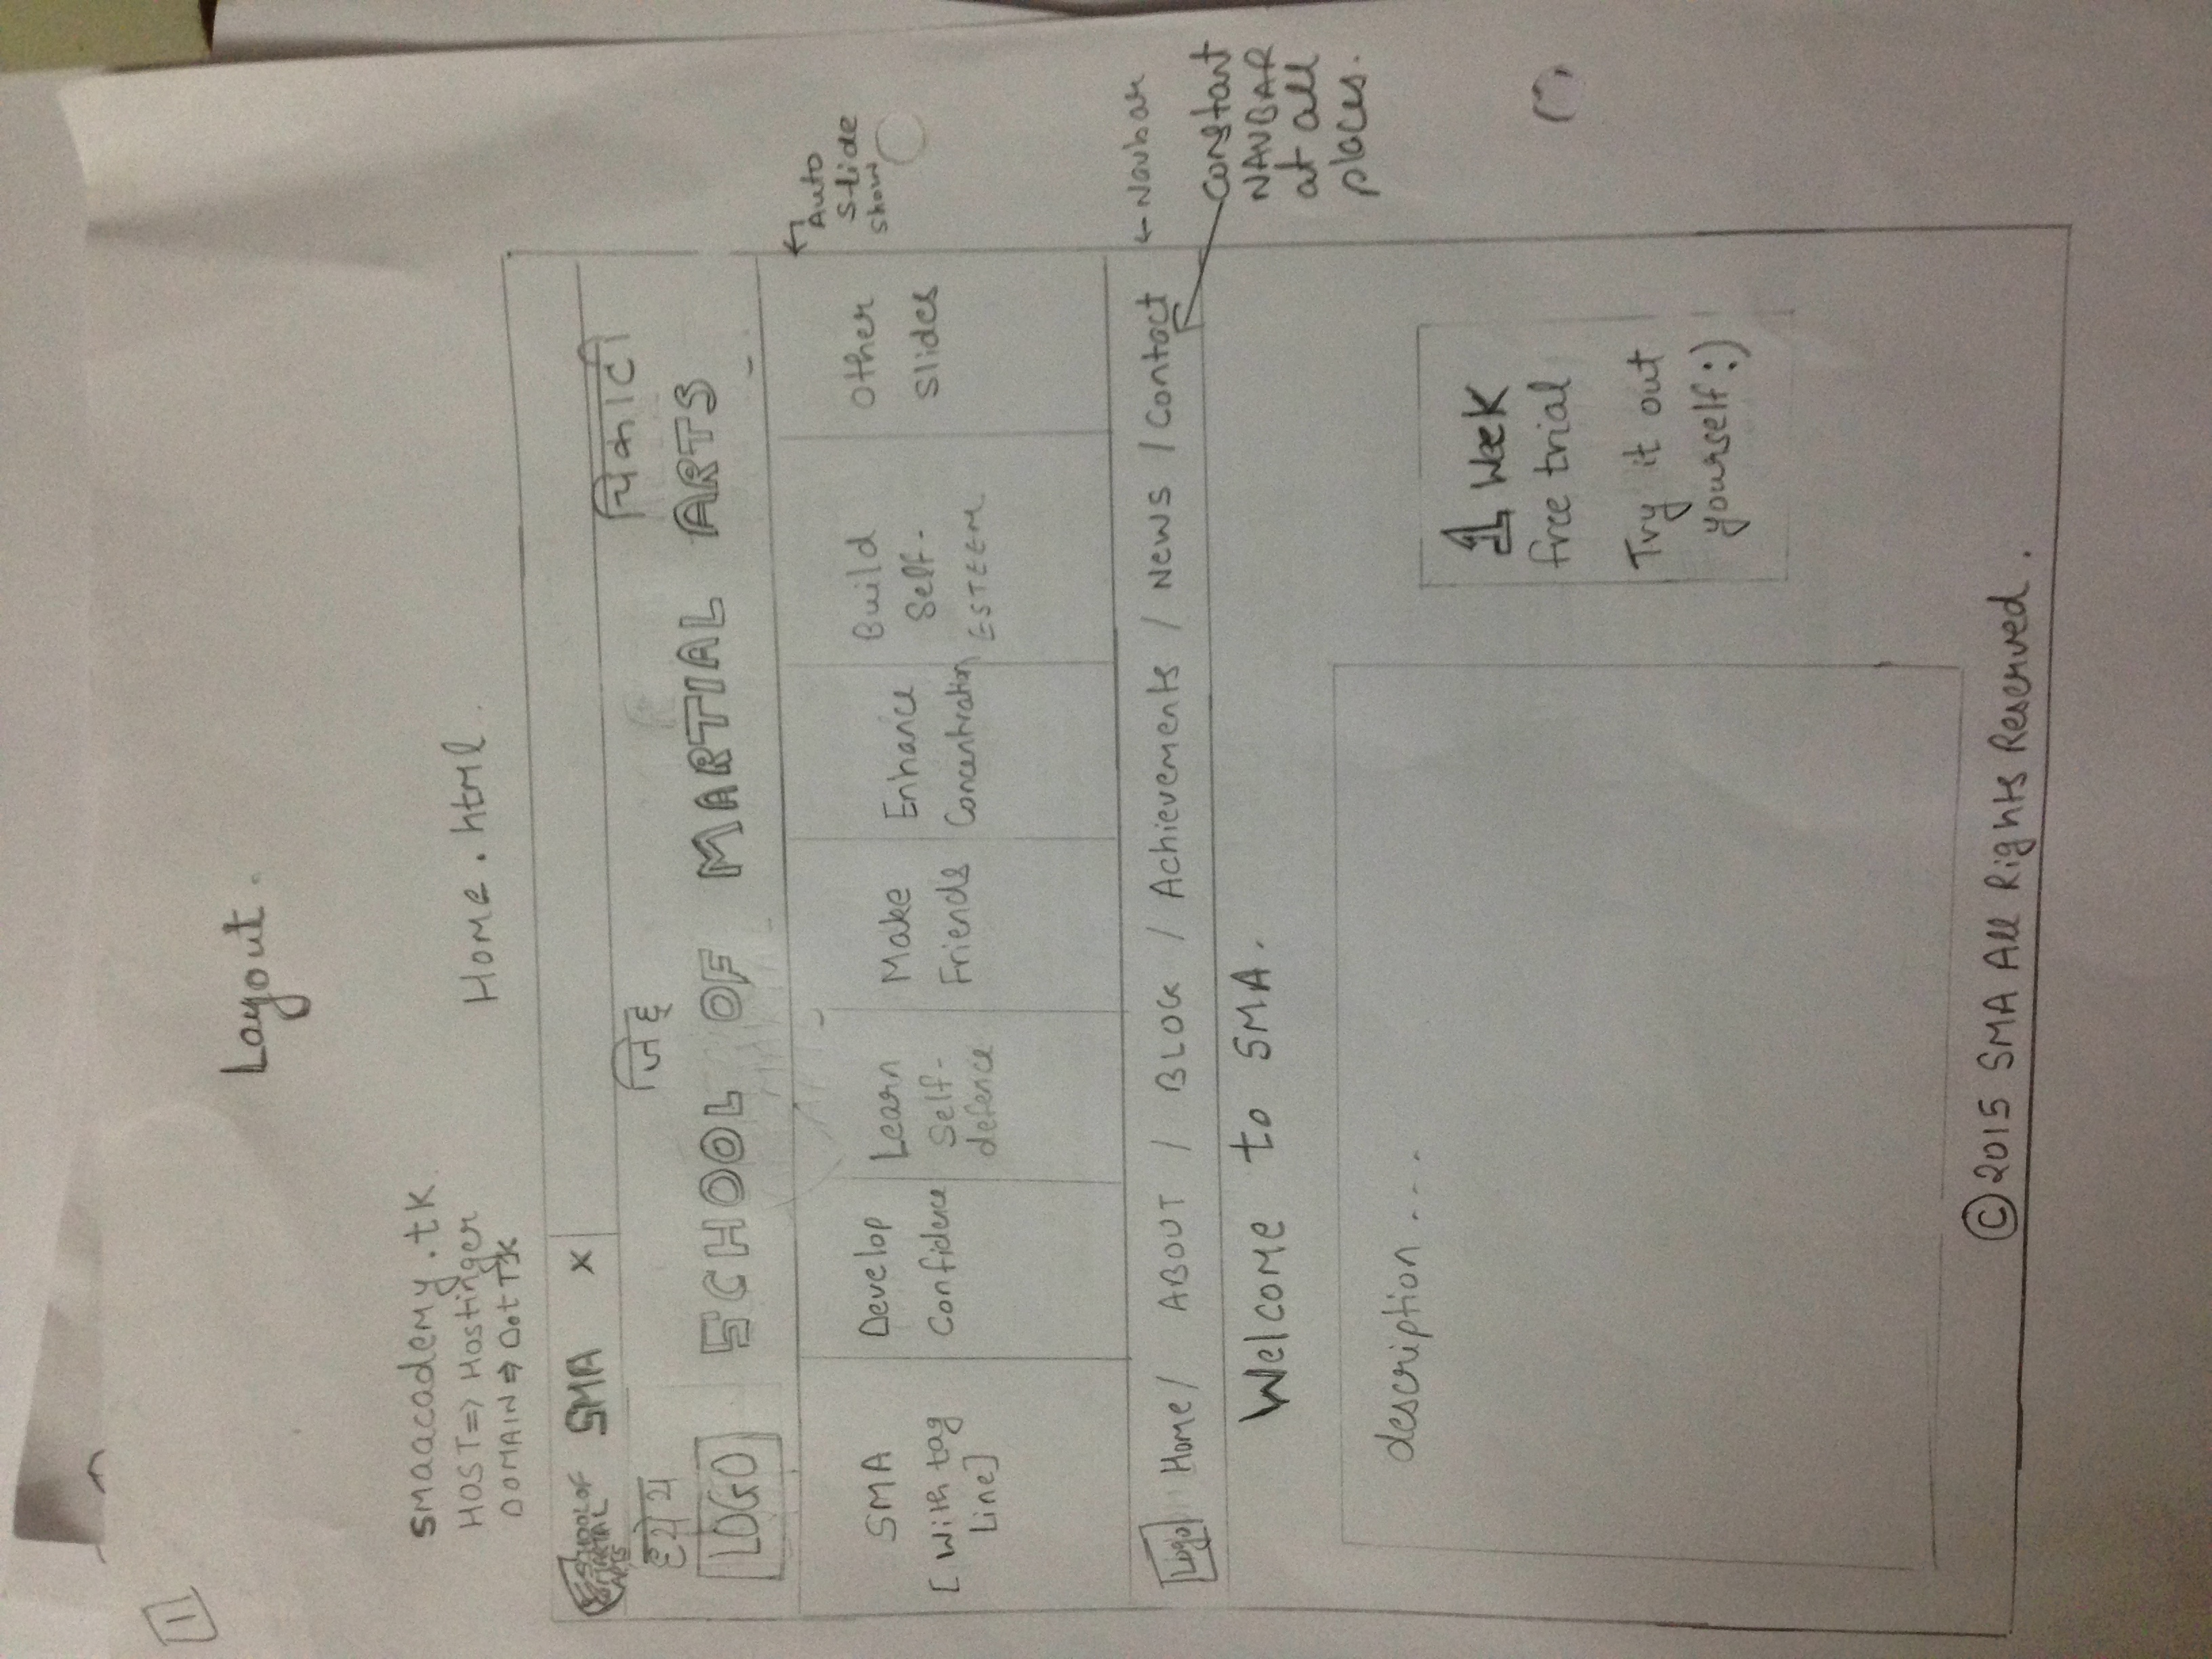 1
Layout.
smaacademy.tk
HOST => Hostinger
DOMAIN => Dot TK
Home.html
SCHOOL OF
MARTIAL
ARTS
SMA x
ध्येय जिद्द चिकाटी
LOGO SCHOOL OF MARTIAL ARTS
SMA
[With tag
Line]
Develop
Confidence
Learn
Self-
defence
Make
Friends
Enhance
Concentration
Build
Self-
ESTEEM
Other
Slides
Auto
Slide
Show
Logo Home / ABOUT / BLOG / Achievements / News / Contact
← Navbar
Constant
NAVBAR
at all
places.
Welcome to SMA.
description ...
1 Week
free trial
Try it out
yourself :)
© 2015 SMA All Rights Reserved.